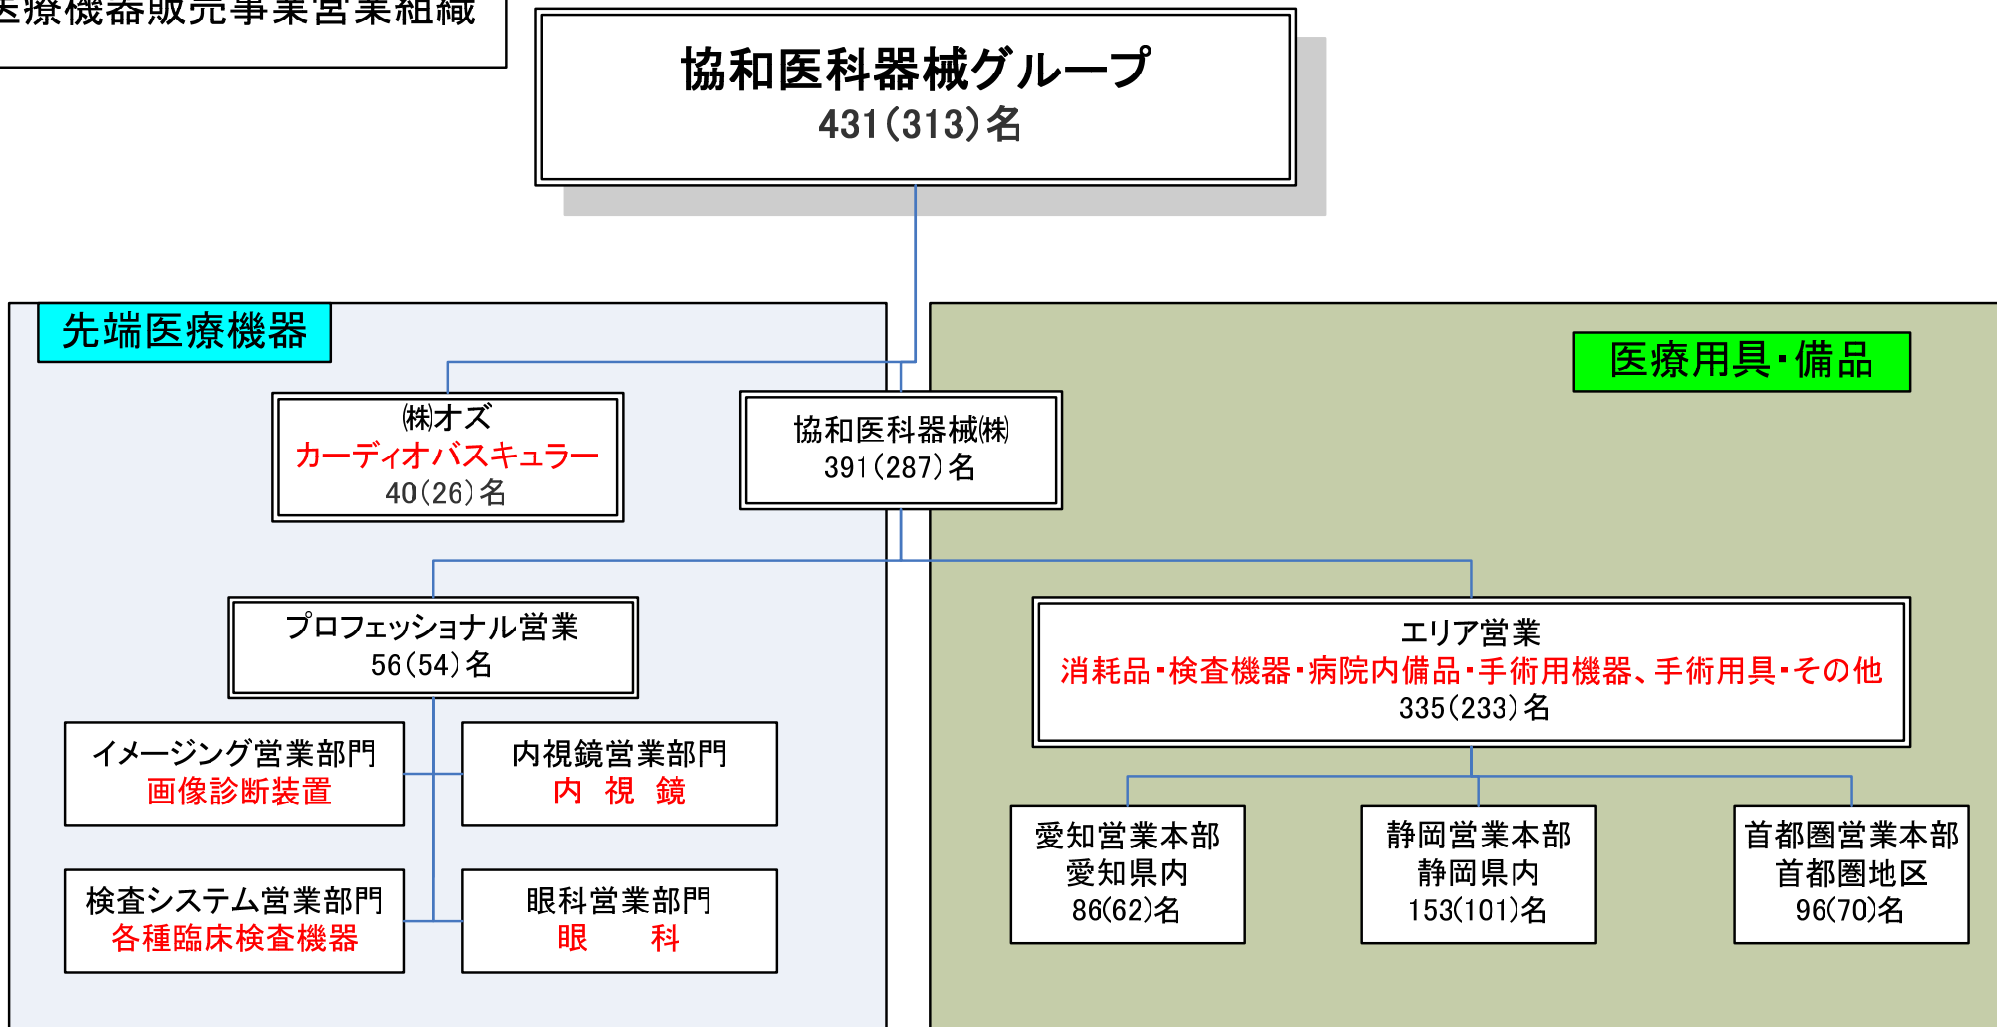 医療機器販売事業営業組織
協和医科器械グループ
431(313)名
先端医療機器
医療用具・備品
㈱オズ
カーディオバスキュラー
40(26)名
協和医科器械㈱
391(287)名
プロフェッショナル営業
56(54)名
エリア営業
消耗品・検査機器・病院内備品・手術用機器、手術用具・その他
335(233)名
イメージング営業部門
画像診断装置
内視鏡営業部門
内 視 鏡
検査システム営業部門
各種臨床検査機器
眼科営業部門
眼 科
愛知営業本部
愛知県内
86(62)名
静岡営業本部
静岡県内
153(101)名
首都圏営業本部
首都圏地区
96(70)名